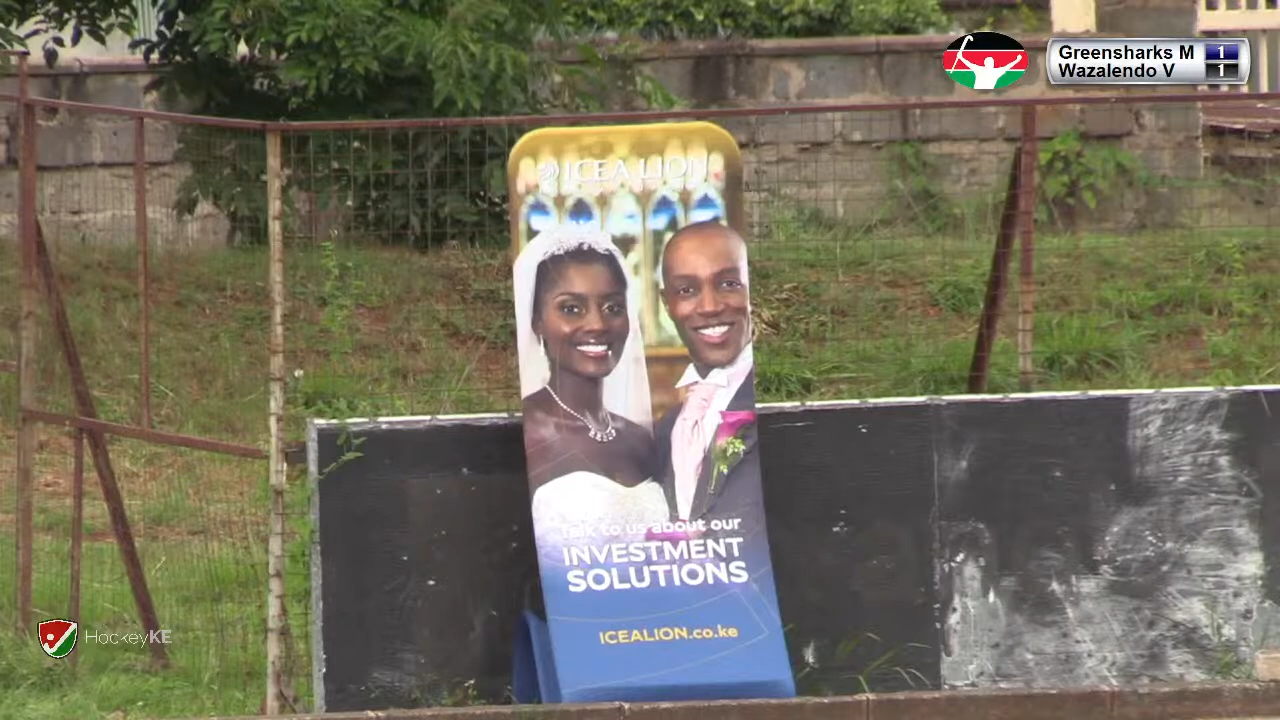 Greensharks M 1
Wazalendo V 1
ICEA LION
Talk to us about our
INVESTMENT
SOLUTIONS
ICEALION.co.ke
HockeyKE